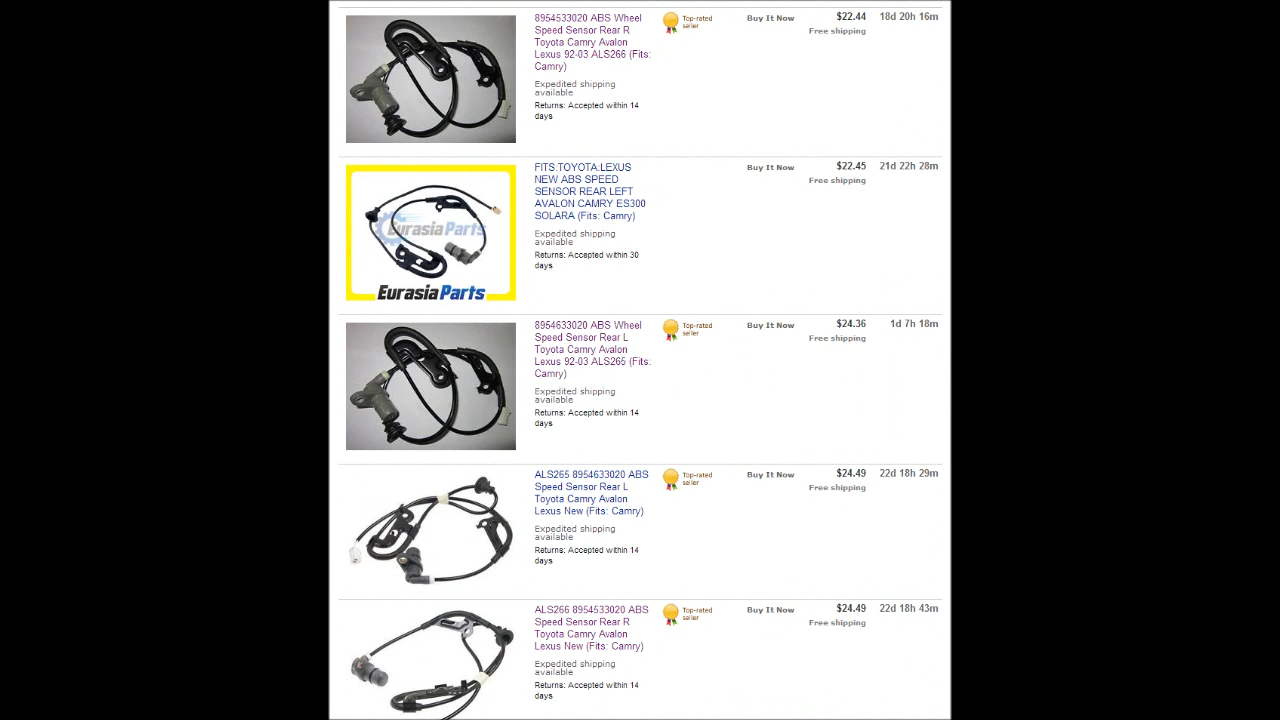 8954533020 ABS Wheel
Speed Sensor Rear R
Toyota Camry Avalon
Lexus 92-03 ALS266 (Fits:
Camry)
Expedited shipping
available
Returns: Accepted within 14
days
Top-rated
seller
Buy It Now
$22.44
Free shipping
18d 20h 16m
FITS:TOYOTA:LEXUS
NEW ABS SPEED
SENSOR REAR LEFT
AVALON CAMRY ES300
SOLARA (Fits: Camry)
Expedited shipping
available
Returns: Accepted within 30
days
Buy It Now
$22.45
Free shipping
21d 22h 28m
EurasiaParts
EurasiaParts
8954633020 ABS Wheel
Speed Sensor Rear L
Toyota Camry Avalon
Lexus 92-03 ALS265 (Fits:
Camry)
Expedited shipping
available
Returns: Accepted within 14
days
Top-rated
seller
Buy It Now
$24.36
Free shipping
1d 7h 18m
ALS265 8954633020 ABS
Speed Sensor Rear L
Toyota Camry Avalon
Lexus New (Fits: Camry)
Expedited shipping
available
Returns: Accepted within 14
days
Top-rated
seller
Buy It Now
$24.49
Free shipping
22d 18h 29m
ALS266 8954533020 ABS
Speed Sensor Rear R
Toyota Camry Avalon
Lexus New (Fits: Camry)
Expedited shipping
available
Returns: Accepted within 14
days
Top-rated
seller
Buy It Now
$24.49
Free shipping
22d 18h 43m